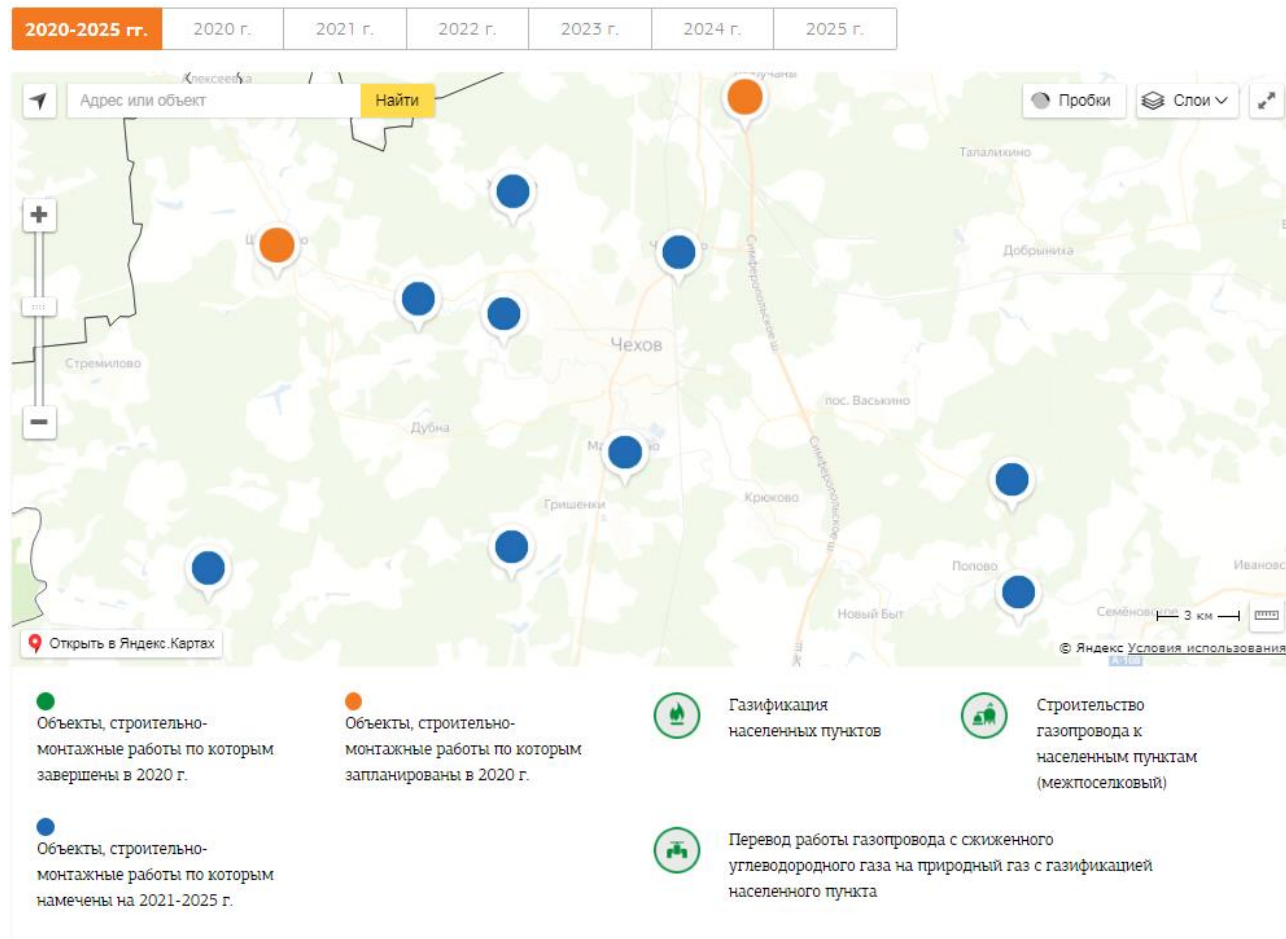 2020-2025 гг.
2020 г.
2021 г.
2022 г.
2023 г.
2024 г.
2025 г.
Алексеевка
Адрес или объект
Найти
Пробки
Слои
Талалихино
Добрыниха
Симферопольское ш
Чехов
Стремилово
пос. Васькино
Дубна
Симферопольское ш
Крюково
Гришенки
Попово
Новый Быт
3 км
Открыть в Яндекс.Картах
© Яндекс Условия использования
А-108
Объекты, строительно-
монтажные работы по которым
завершены в 2020 г.
Объекты, строительно-
монтажные работы по которым
запланированы в 2020 г.
Газификация
населенных пунктов
Строительство
газопровода к
населенным пунктам
(межпоселковый)
Объекты, строительно-
монтажные работы по которым
намечены на 2021-2025 г.
Перевод работы газопровода с сжиженного
углеводородного газа на природный газ с газификацией
населенного пункта